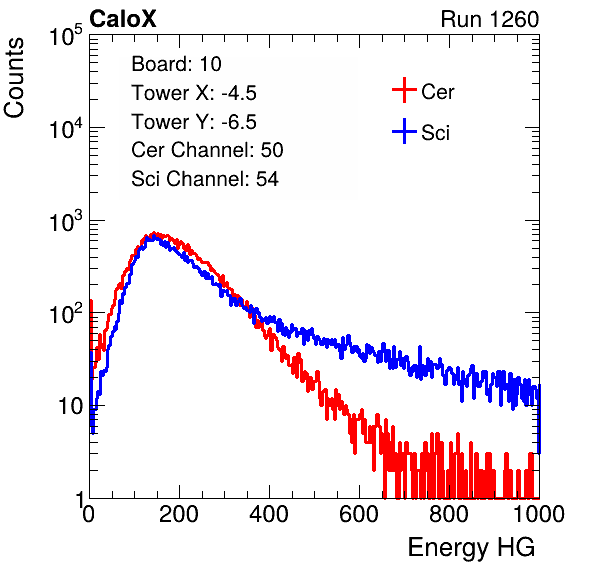 CaloX Run 1260
Counts
10^5
10^4
10^3
10^2
10
1
Board: 10
Tower X: -4.5
Tower Y: -6.5
Cer Channel: 50
Sci Channel: 54
Cer
Sci
0 200 400 600 800 1000
Energy HG